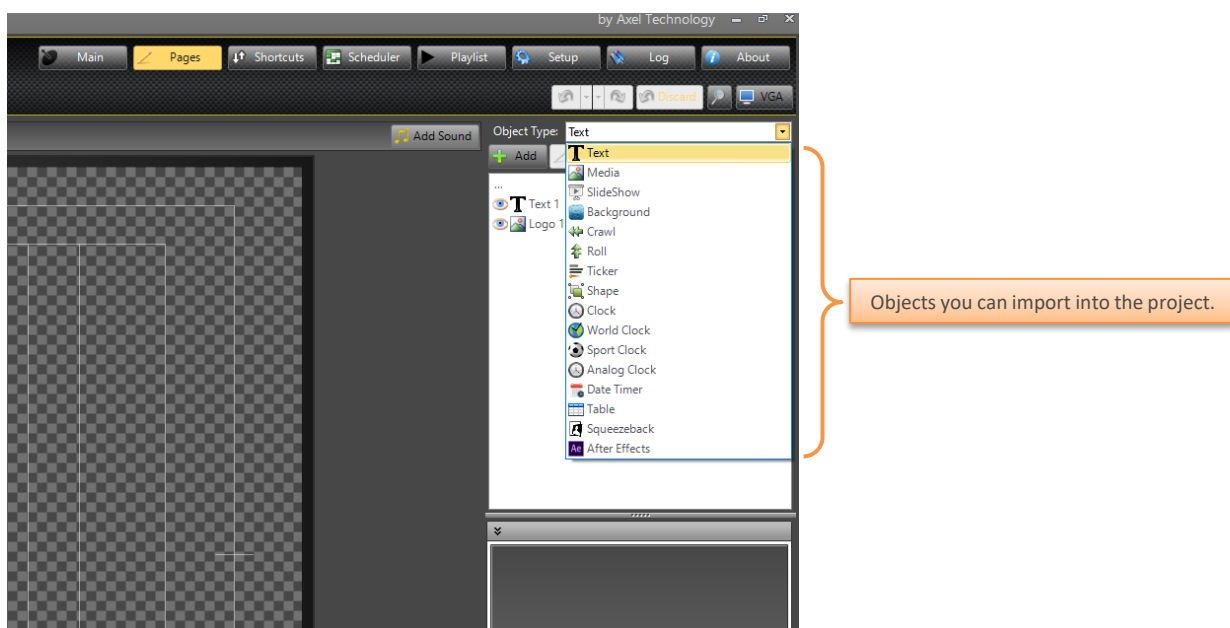 by Axel Technology
Main Pages Shortcuts Scheduler Playlist Setup Log About
Discard VGA
Add Sound Object Type: Text
Add
...
Text 1
Logo 1
Text
Media
SlideShow
Background
Crawl
Roll
Ticker
Shape
Clock
World Clock
Sport Clock
Analog Clock
Date Timer
Table
Squeezeback
Ae After Effects
Objects you can import into the project.